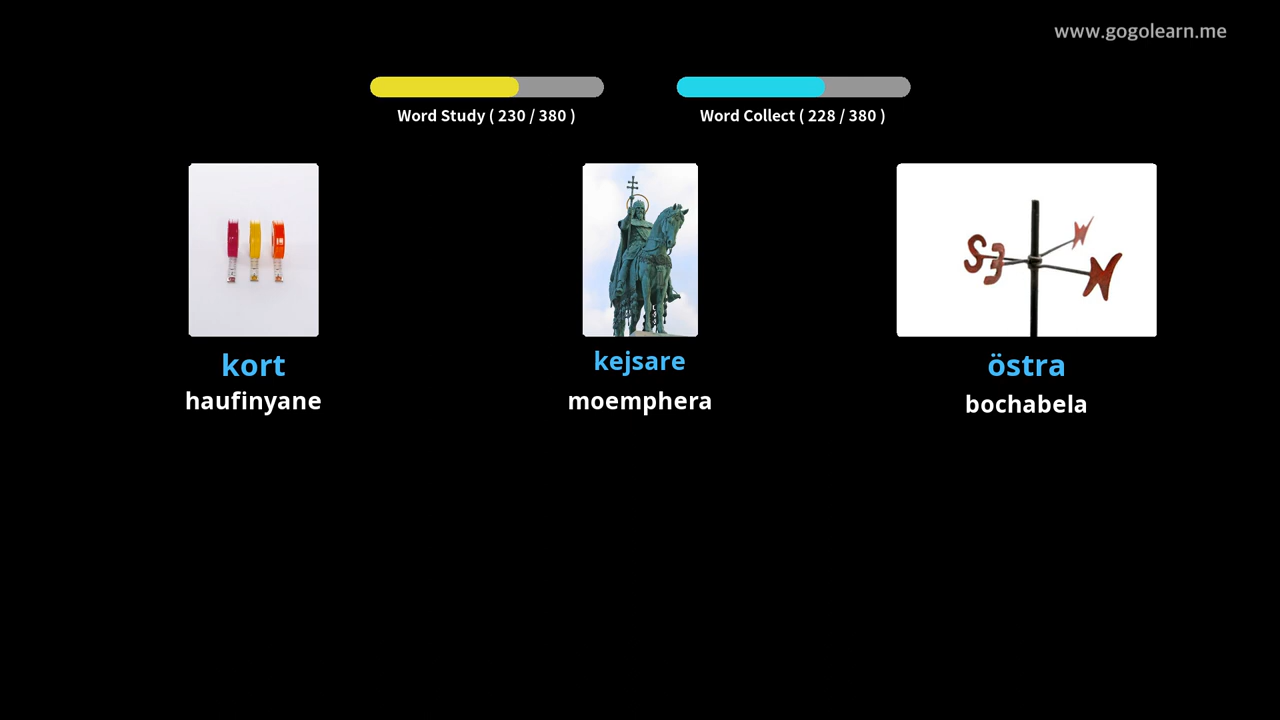 www.gogolearn.me
Word Study ( 230 / 380 )
Word Collect ( 228 / 380 )
S E N N
kort
kejsare
östra
haufinyane
moemphera
bochabela